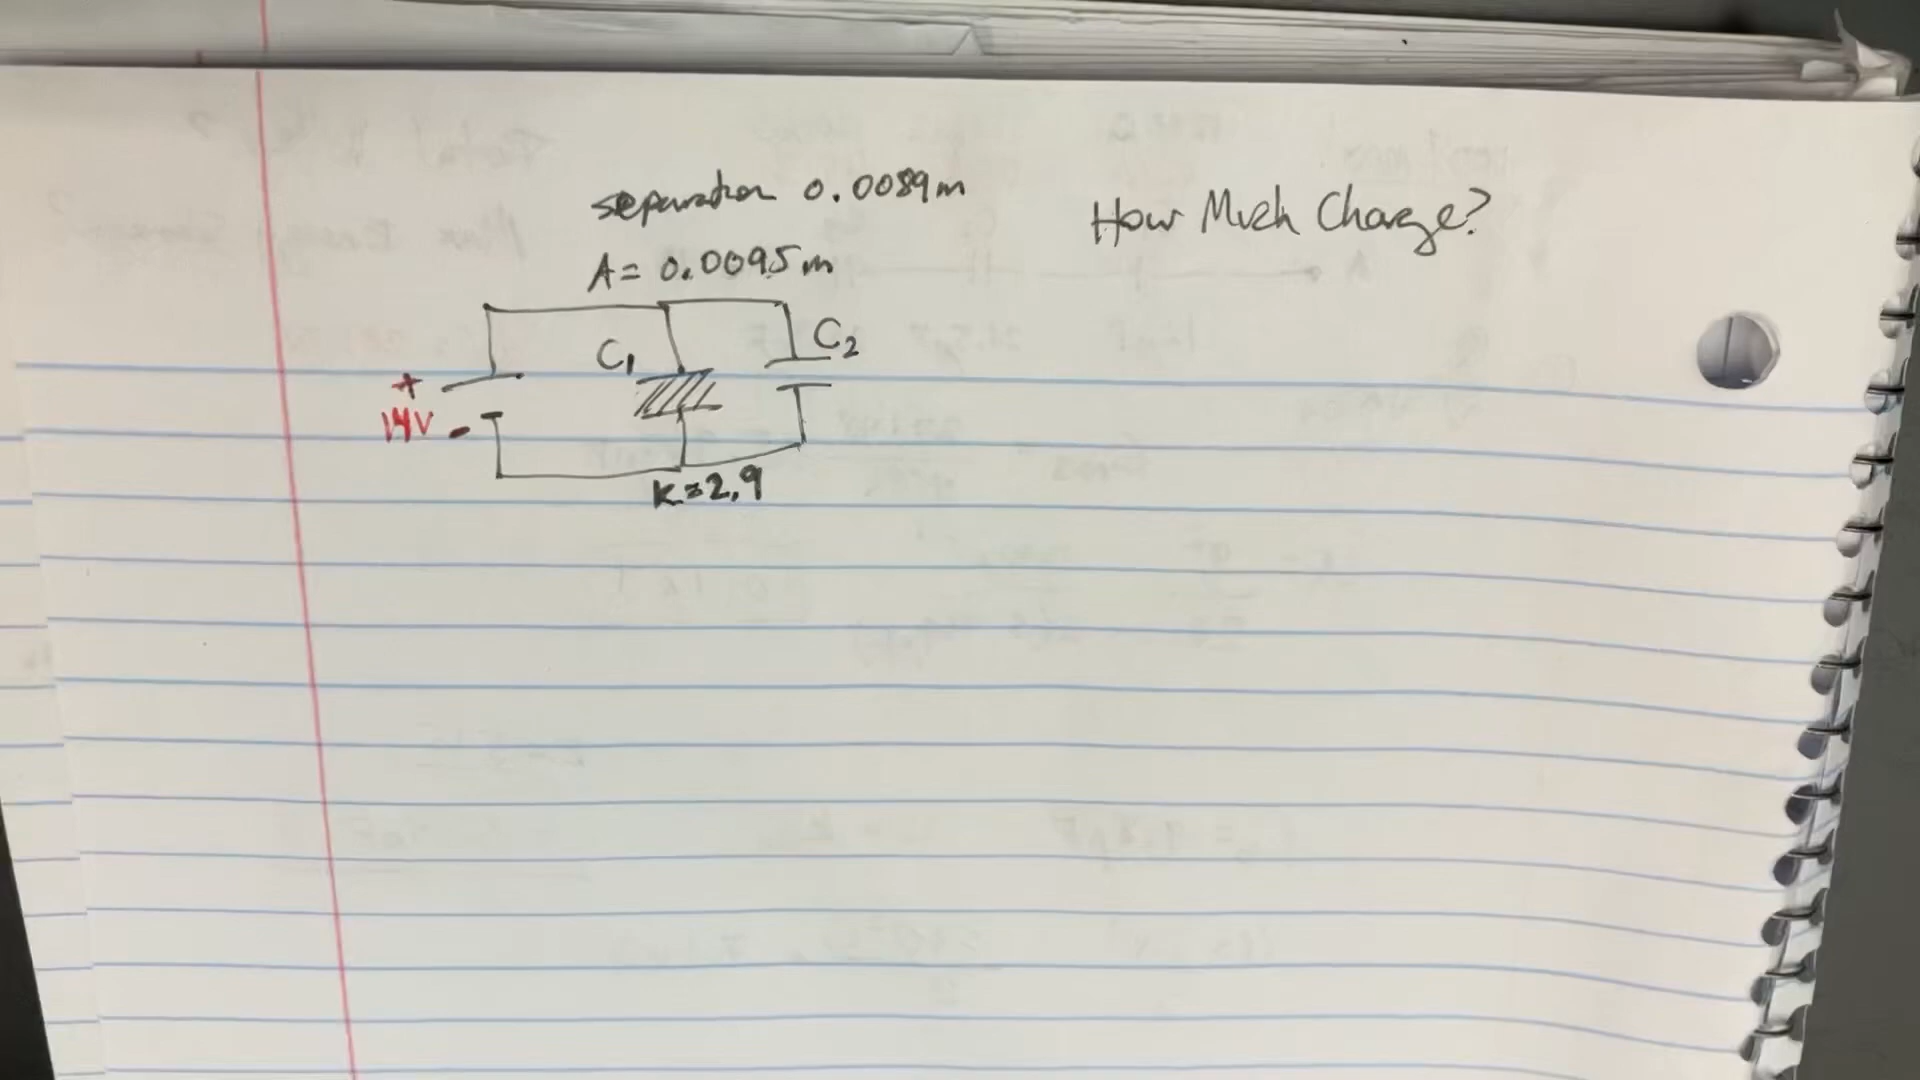 separation 0.0089m
How Much Charge?
A = 0.0095m
C₁
C₂
+
14V -
K=2.9